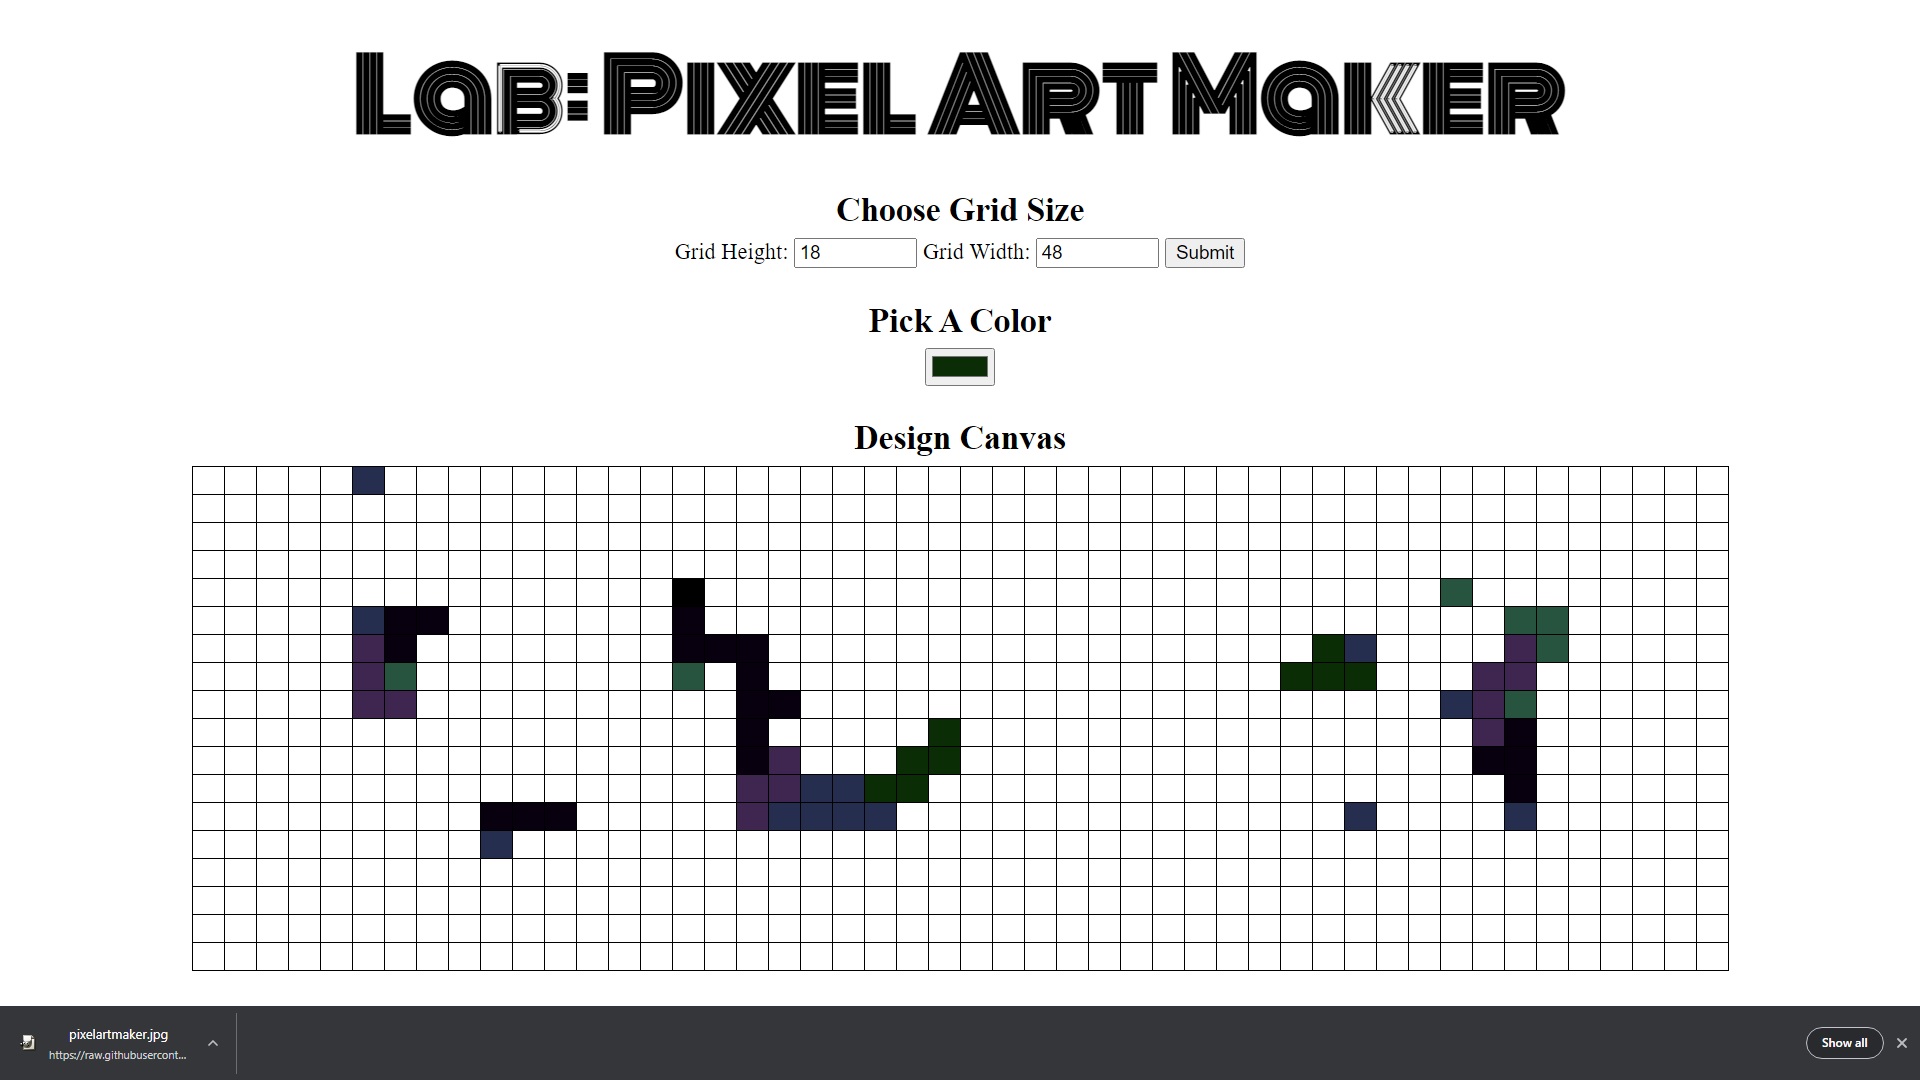 Lab: Pixel Art Maker
Choose Grid Size
Grid Height: 18 Grid Width: 48 Submit
Pick A Color
Design Canvas
pixelartmaker.jpg
https://raw.githubusercont...
Show all